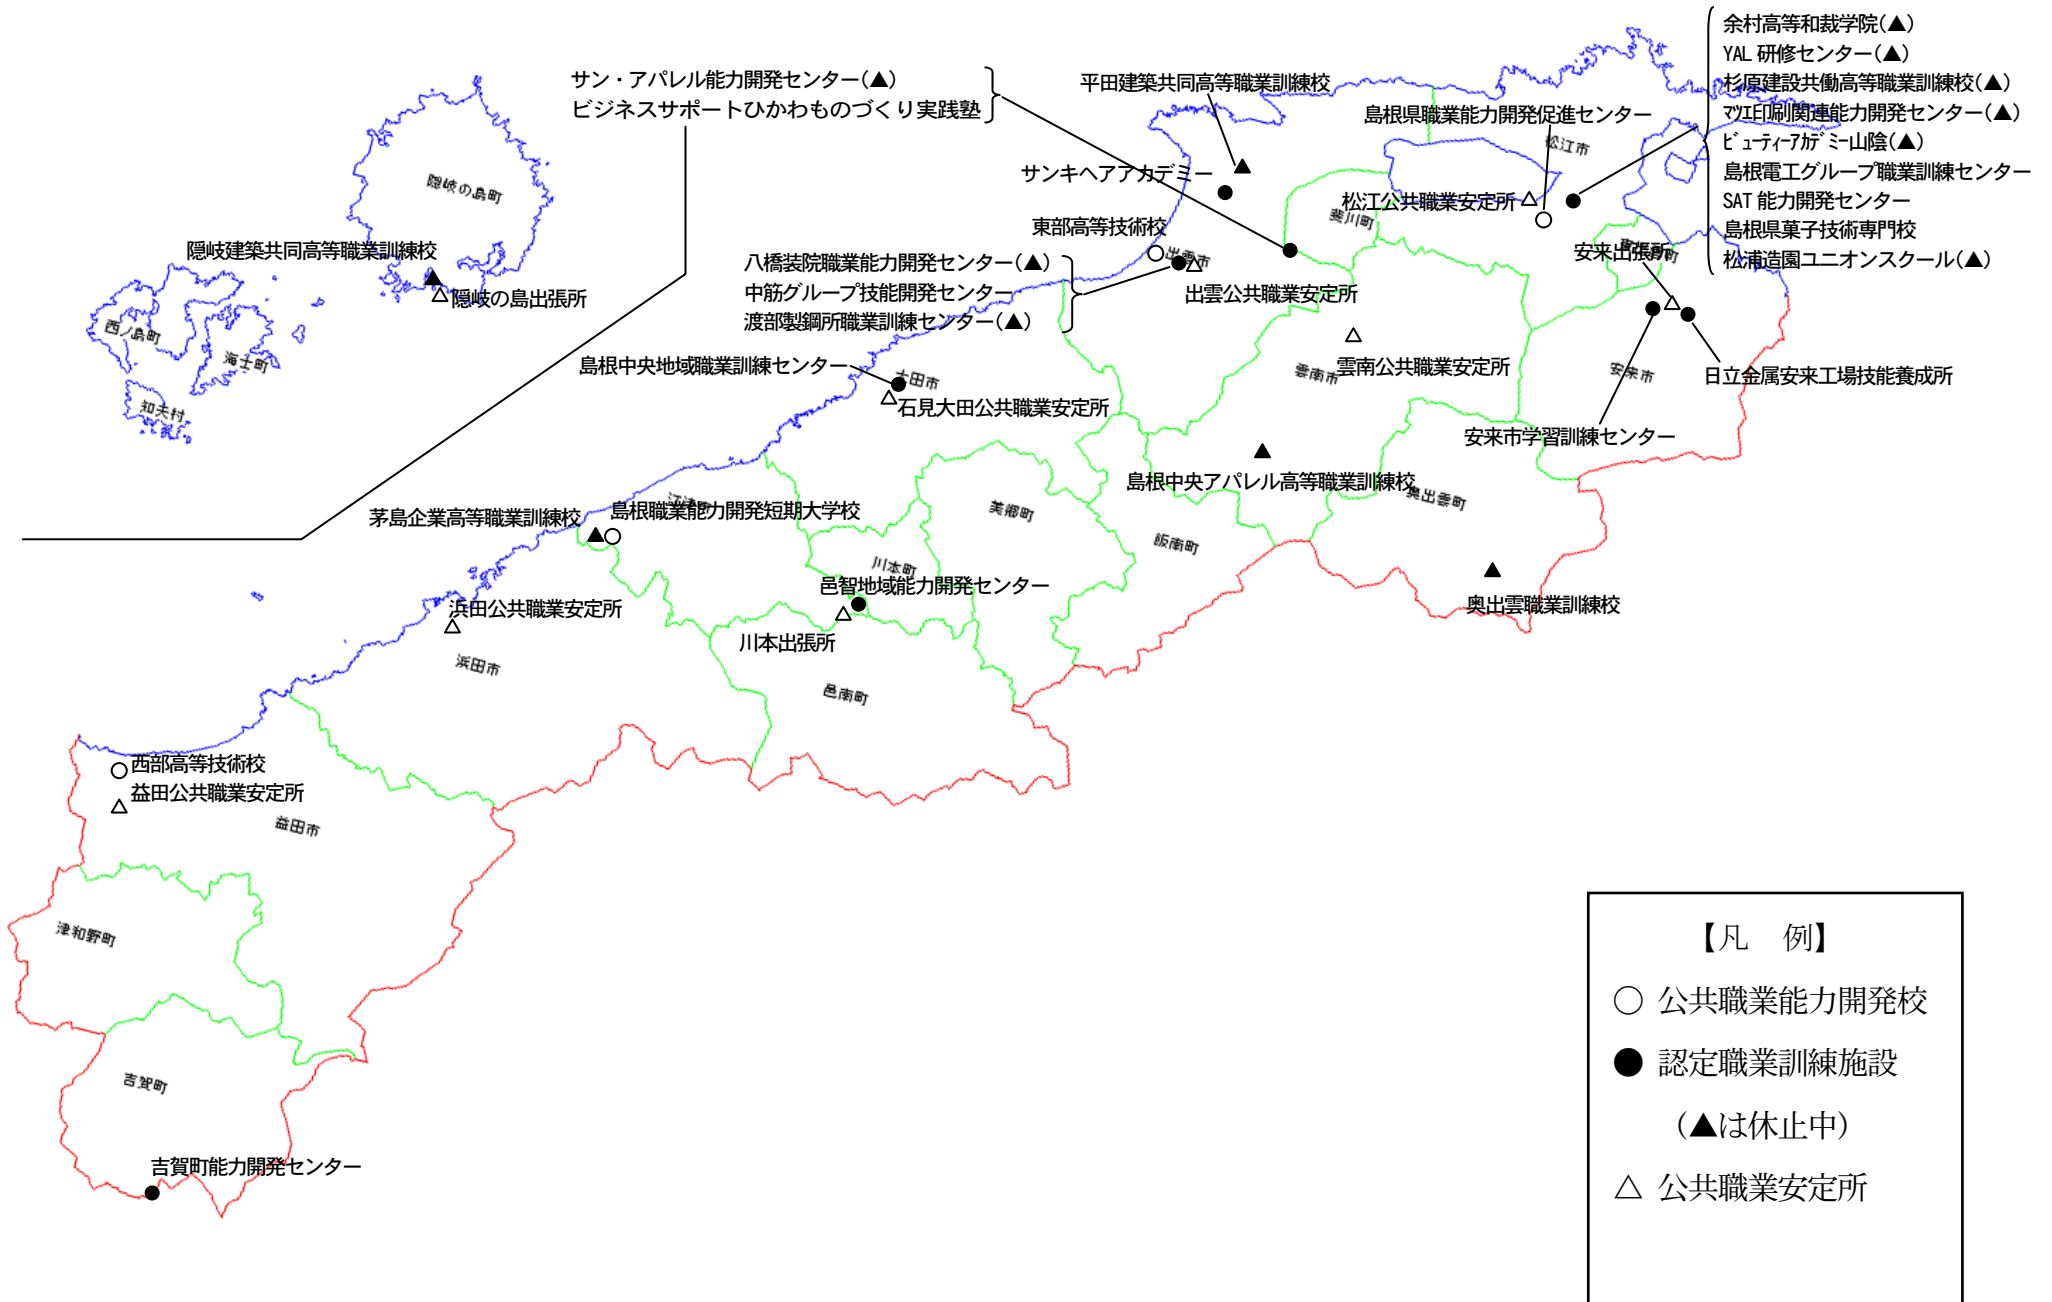 余村高等和裁学院(▲)
YAL 研修センター(▲)
杉原建設共働高等職業訓練校(▲)
ﾏﾂｴ印刷関連能力開発センター(▲)
ﾋﾞｭｰﾃｨｰｱｶﾃﾞﾐｰ山陰(▲)
島根電工グループ職業訓練センター
SAT 能力開発センター
島根県菓子技術専門校
松浦造園ユニオンスクール(▲)
サン・アパレル能力開発センター(▲)
ビジネスサポートひかわものづくり実践塾
平田建築共同高等職業訓練校
島根県職業能力開発促進センター
松江市
サンキヘアアカデミー
松江公共職業安定所
斐川町
隠岐の島町
東部高等技術校
出雲市
安来出張所
隠岐建築共同高等職業訓練校
隠岐の島出張所
八橋装院職業能力開発センター(▲)
中筋グループ技能開発センター
渡部製鋼所職業訓練センター(▲)
出雲公共職業安定所
西ノ島町
海士町
知夫村
島根中央地域職業訓練センター
大田市
石見大田公共職業安定所
雲南市
雲南公共職業安定所
安来市
日立金属安来工場技能養成所
安来市学習訓練センター
島根中央アパレル高等職業訓練校
奥出雲町
江津市
茅島企業高等職業訓練校
島根職業能力開発短期大学校
美郷町
飯南町
川本町
邑智地域能力開発センター
奥出雲職業訓練校
浜田公共職業安定所
川本出張所
浜田市
邑南町
西部高等技術校
益田公共職業安定所
益田市
津和野町
吉賀町
吉賀町能力開発センター
【凡　例】
○ 公共職業能力開発校
● 認定職業訓練施設
(▲は休止中)
△ 公共職業安定所